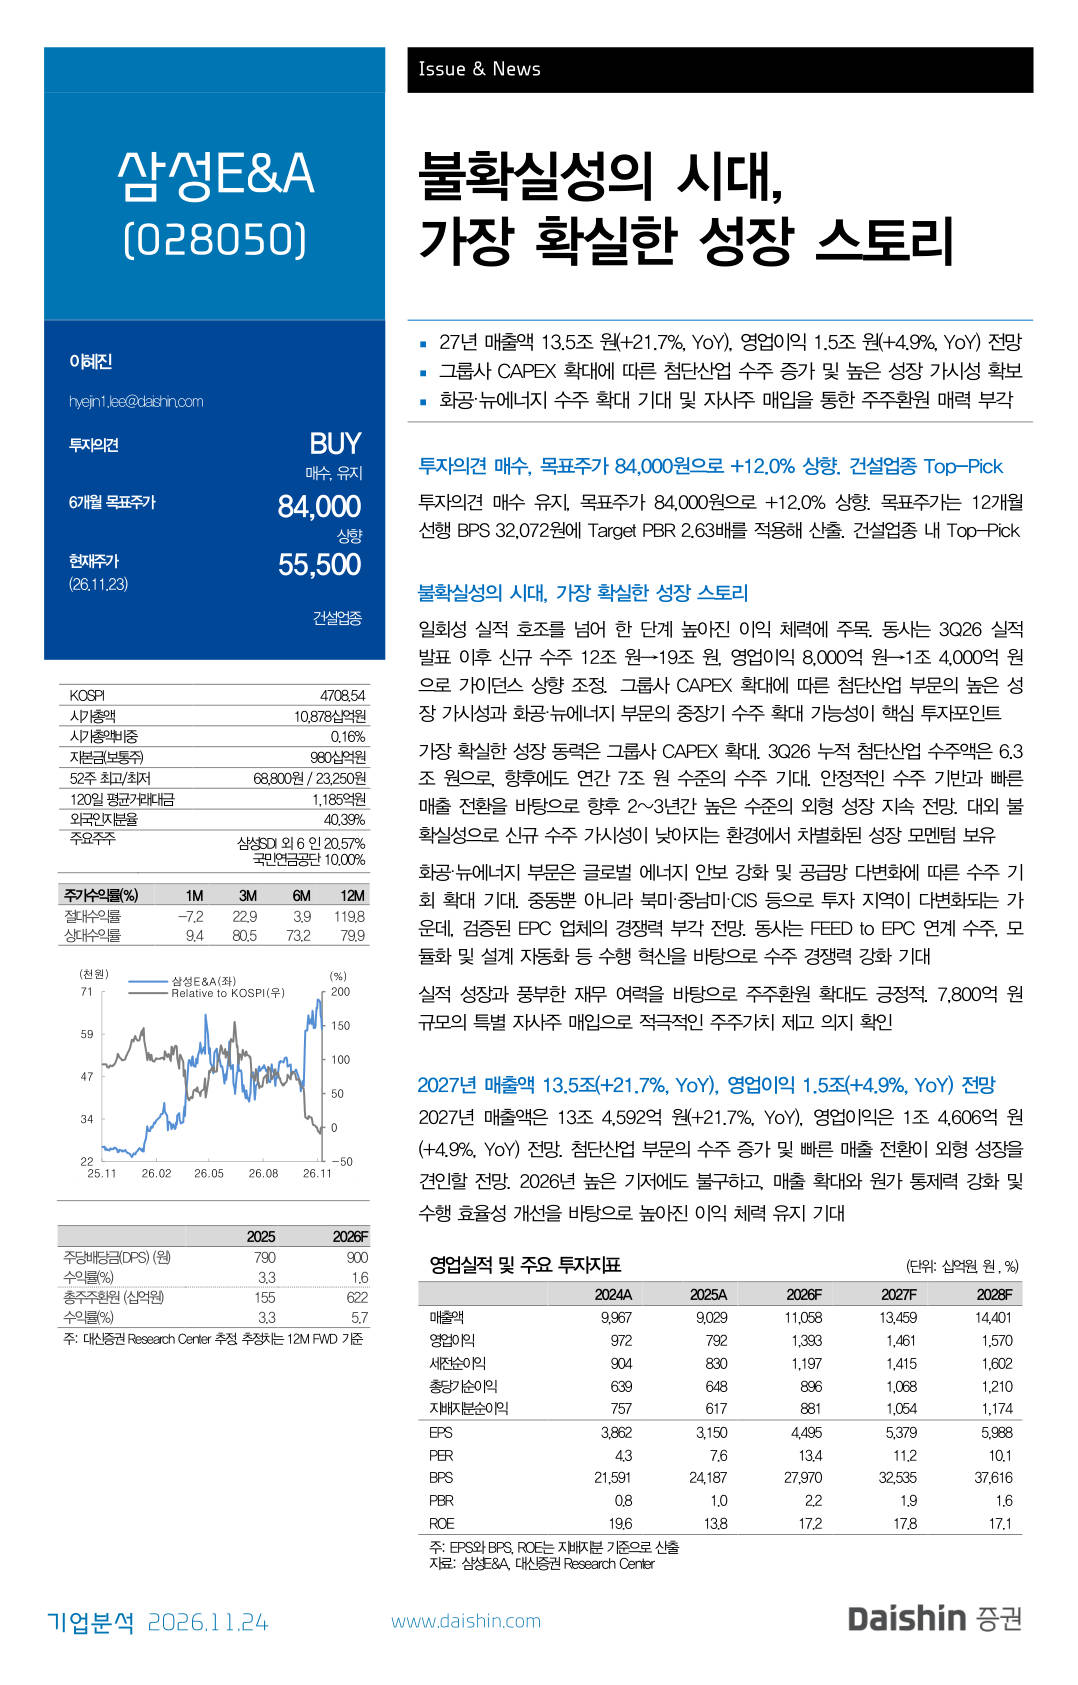 Issue & News
삼성E&A
(028050)
불확실성의 시대,
가장 확실한 성장 스토리
이혜진
hyejin1.lee@daishin.com
투자의견 BUY
매수, 유지
6개월 목표주가 84,000
상향
현재주가 55,500
(26.11.23)
건설업종
KOSPI 4708.54
시가총액 10,878십억원
시가총액비중 0.16%
자본금(보통주) 980십억원
52주 최고/최저 68,800원 / 23,250원
120일 평균거래대금 1,185억원
외국인지분율 40.39%
주요주주 삼성SDI 외 6 인 20.57%
국민연금공단 10.00%
주가수익률(%) 1M 3M 6M 12M
절대수익률 -7.2 22.9 3.9 119.8
상대수익률 9.4 80.5 73.2 79.9
(천원) (%)
삼성E&A(좌)
Relative to KOSPI(우)
71 200
150
59
100
47
50
34
0
22 -50
25.11 26.02 26.05 26.08 26.11
2025 2026F
주당배당금(DPS) (원) 790 900
수익률(%) 3.3 1.6
총주주환원 (십억원) 155 622
수익률(%) 3.3 5.7
주: 대신증권 Research Center 추정, 추정치는 12M FWD 기준
▪ 27년 매출액 13.5조 원(+21.7%, YoY), 영업이익 1.5조 원(+4.9%, YoY) 전망
▪ 그룹사 CAPEX 확대에 따른 첨단산업 수주 증가 및 높은 성장 가시성 확보
▪ 화공·뉴에너지 수주 확대 기대 및 자사주 매입을 통한 주주환원 매력 부각
투자의견 매수, 목표주가 84,000원으로 +12.0% 상향. 건설업종 Top-Pick
투자의견 매수 유지, 목표주가 84,000원으로 +12.0% 상향. 목표주가는 12개월
선행 BPS 32,072원에 Target PBR 2.63배를 적용해 산출. 건설업종 내 Top-Pick
불확실성의 시대, 가장 확실한 성장 스토리
일회성 실적 호조를 넘어 한 단계 높아진 이익 체력에 주목. 동사는 3Q26 실적
발표 이후 신규 수주 12조 원→19조 원, 영업이익 8,000억 원→1조 4,000억 원
으로 가이던스 상향 조정. 그룹사 CAPEX 확대에 따른 첨단산업 부문의 높은 성
장 가시성과 화공·뉴에너지 부문의 중장기 수주 확대 가능성이 핵심 투자포인트
가장 확실한 성장 동력은 그룹사 CAPEX 확대. 3Q26 누적 첨단산업 수주액은 6.3
조 원으로, 향후에도 연간 7조 원 수준의 수주 기대. 안정적인 수주 기반과 빠른
매출 전환을 바탕으로 향후 2~3년간 높은 수준의 외형 성장 지속 전망. 대외 불
확실성으로 신규 수주 가시성이 낮아지는 환경에서 차별화된 성장 모멘텀 보유
화공·뉴에너지 부문은 글로벌 에너지 안보 강화 및 공급망 다변화에 따른 수주 기
회 확대 기대. 중동뿐 아니라 북미·중남미·CIS 등으로 투자 지역이 다변화되는 가
운데, 검증된 EPC 업체의 경쟁력 부각 전망. 동사는 FEED to EPC 연계 수주, 모
듈화 및 설계 자동화 등 수행 혁신을 바탕으로 수주 경쟁력 강화 기대
실적 성장과 풍부한 재무 여력을 바탕으로 주주환원 확대도 긍정적. 7,800억 원
규모의 특별 자사주 매입으로 적극적인 주주가치 제고 의지 확인
2027년 매출액 13.5조(+21.7%, YoY), 영업이익 1.5조(+4.9%, YoY) 전망
2027년 매출액은 13조 4,592억 원(+21.7%, YoY), 영업이익은 1조 4,606억 원
(+4.9%, YoY) 전망. 첨단산업 부문의 수주 증가 및 빠른 매출 전환이 외형 성장을
견인할 전망. 2026년 높은 기저에도 불구하고, 매출 확대와 원가 통제력 강화 및
수행 효율성 개선을 바탕으로 높아진 이익 체력 유지 기대
영업실적 및 주요 투자지표 (단위: 십억원, 원, %)
2024A 2025A 2026F 2027F 2028F
매출액 9,967 9,029 11,058 13,459 14,401
영업이익 972 792 1,393 1,461 1,570
세전순이익 904 830 1,197 1,415 1,602
총당기순이익 639 648 896 1,068 1,210
지배지분순이익 757 617 881 1,054 1,174
EPS 3,862 3,150 4,495 5,379 5,988
PER 4.3 7.6 13.4 11.2 10.1
BPS 21,591 24,187 27,970 32,535 37,616
PBR 0.8 1.0 2.2 1.9 1.6
ROE 19.6 13.8 17.2 17.8 17.1
주: EPS와 BPS, ROE는 지배지분 기준으로 산출
자료: 삼성E&A, 대신증권 Research Center
기업분석 2026.11.24
www.daishin.com
Daishin 증권